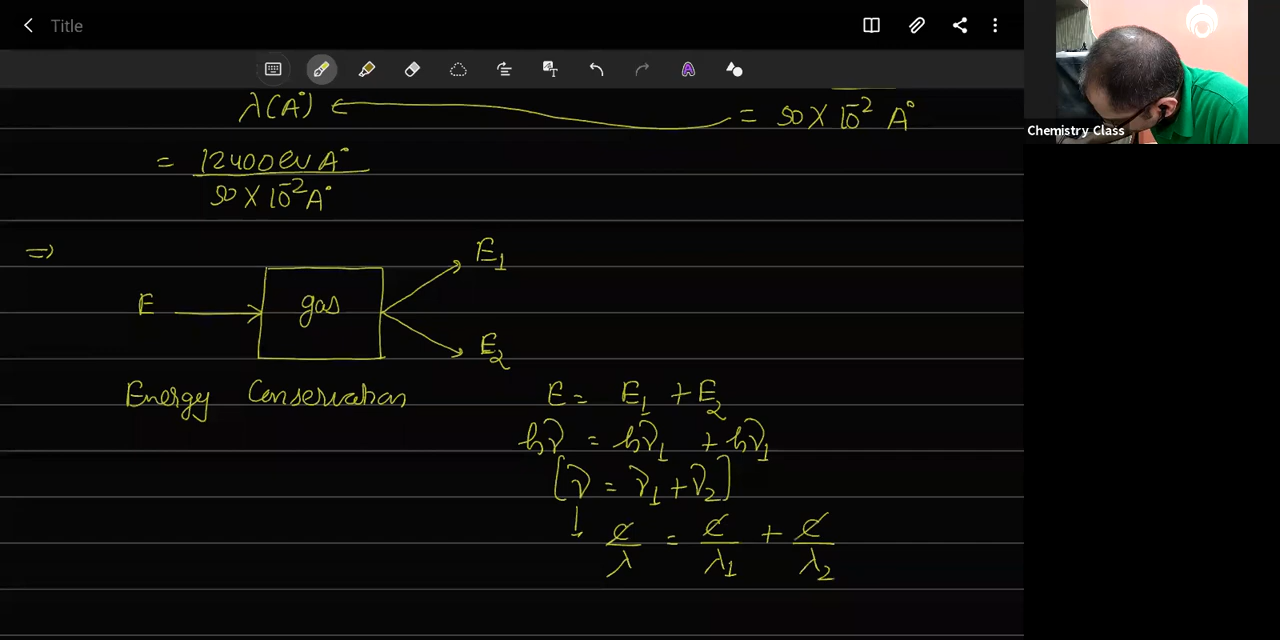 Title
λ(A°) = 50 X 10⁻² A°
= 12400 eV A° / 50 X 10⁻² A°
⇒
E → gas
E₁
E₂
Energy Conservation
E = E₁ + E₂
hν = hν₁ + hν₁
[ν = ν₁ + ν₂]
↓ c/λ = c/λ₁ + c/λ₂
Chemistry Class